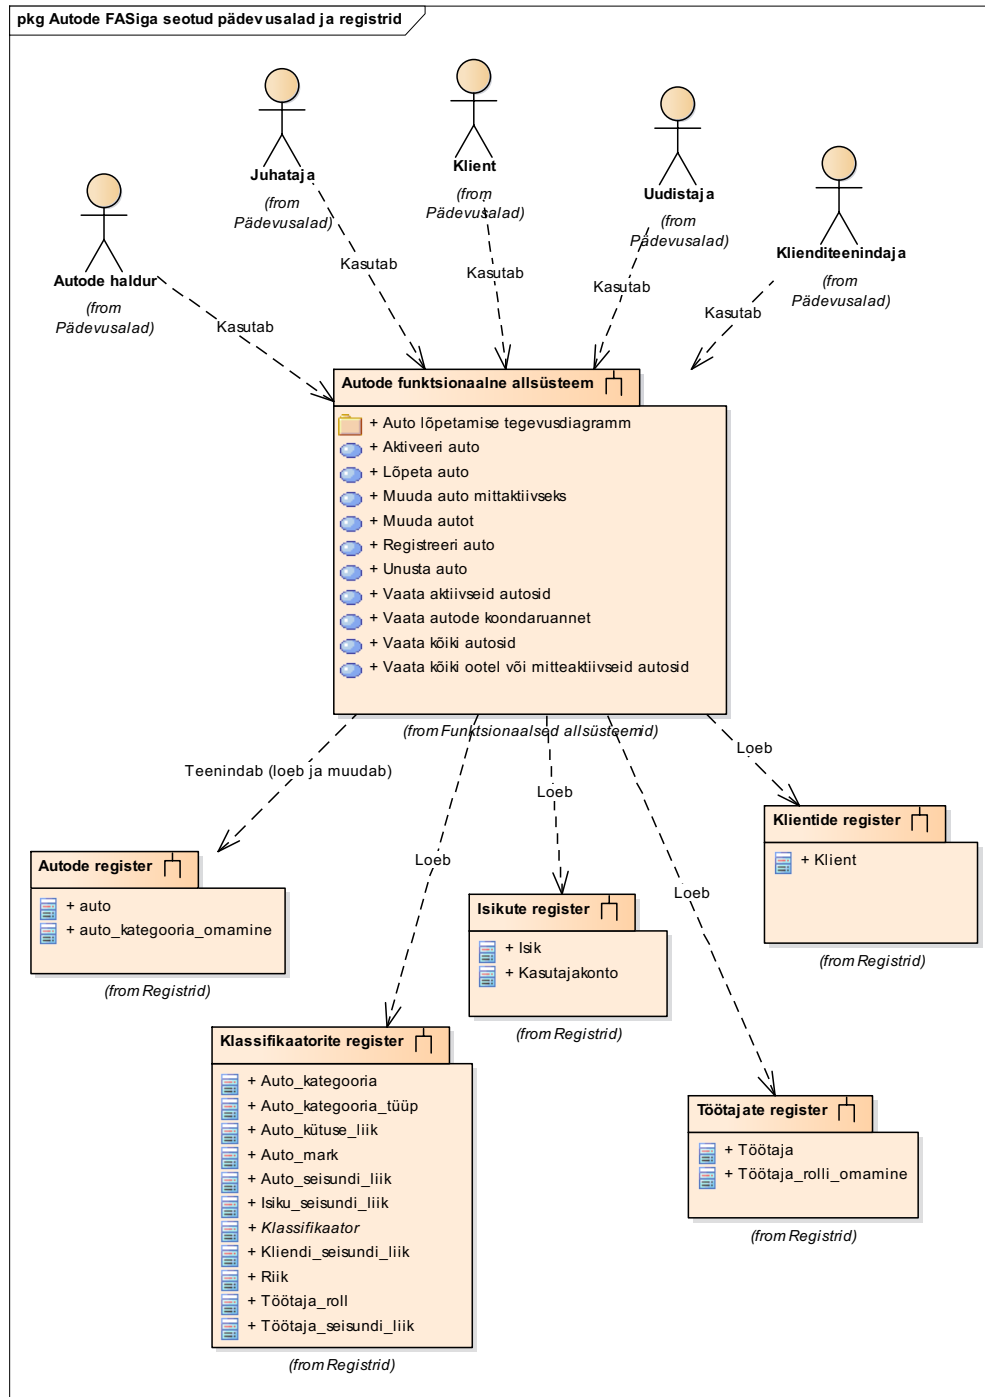 pkg Autode FASiga seotud pädevusalad ja registrid
Juhataja
(from
Pädevusalad)
Klient
(from
Pädevusalad)
Uudistaja
(from
Pädevusalad)
Klienditeenindaja
(from
Pädevusalad)
Autode haldur
(from
Pädevusalad)
Kasutab
Kasutab
Kasutab
Kasutab
Kasutab
Autode funktsionaalne allsüsteem
+ Auto lõpetamise tegevusdiagramm
+ Aktiveeri auto
+ Lõpeta auto
+ Muuda auto mittaktiivseks
+ Muuda autot
+ Registreeri auto
+ Unusta auto
+ Vaata aktiivseid autosid
+ Vaata autode koondaruannet
+ Vaata kõiki autosid
+ Vaata kõiki ootel või mitteaktiivseid autosid
(from Funktsionaalsed allsüsteemid)
Teenindab (loeb ja muudab)
Loeb
Loeb
Loeb
Loeb
Klientide register
+ Klient
(from Registrid)
Autode register
+ auto
+ auto_kategooria_omamine
(from Registrid)
Isikute register
+ Isik
+ Kasutajakonto
(from Registrid)
Klassifikaatorite register
+ Auto_kategooria
+ Auto_kategooria_tüüp
+ Auto_kütuse_liik
+ Auto_mark
+ Auto_seisundi_liik
+ Isiku_seisundi_liik
+ Klassifikaator
+ Kliendi_seisundi_liik
+ Riik
+ Töötaja_roll
+ Töötaja_seisundi_liik
(from Registrid)
Töötajate register
+ Töötaja
+ Töötaja_rolli_omamine
(from Registrid)